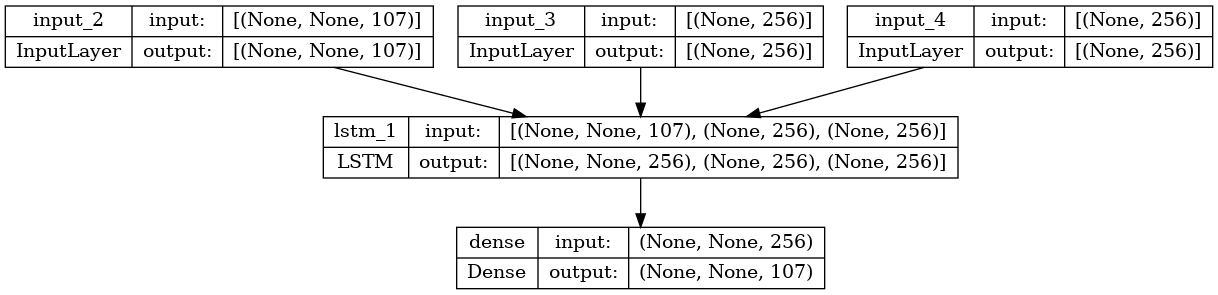 input_2 input: [(None, None, 107)] input_3 input: [(None, 256)] input_4 input: [(None, 256)]
InputLayer output: [(None, None, 107)] InputLayer output: [(None, 256)] InputLayer output: [(None, 256)]
lstm_1 input: [(None, None, 107), (None, 256), (None, 256)]
LSTM output: [(None, None, 256), (None, 256), (None, 256)]
dense input: (None, None, 256)
Dense output: (None, None, 107)